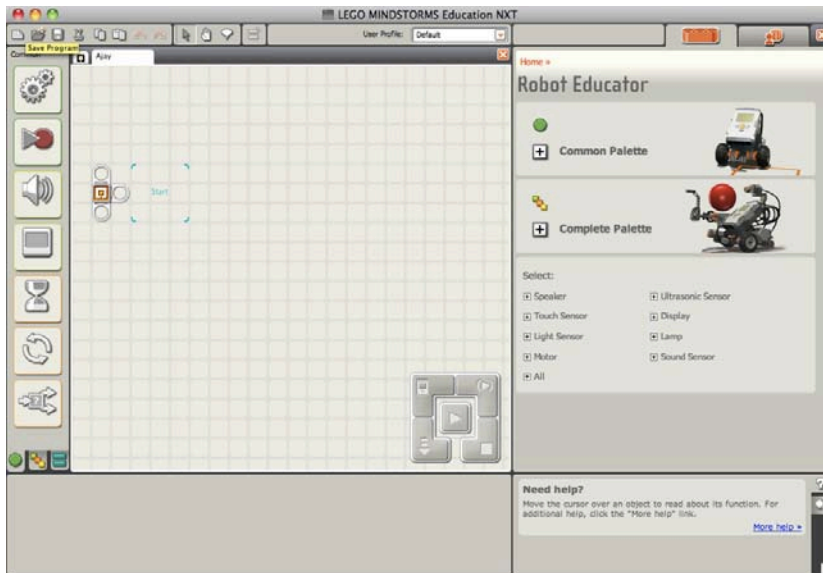 LEGO MINDSTORMS Education NXT
User Profile: Default
Save Program
Common
Ajay
Start
Home »
Robot Educator
Common Palette
Complete Palette
Select:
Speaker
Ultrasonic Sensor
Touch Sensor
Display
Light Sensor
Lamp
Motor
Sound Sensor
All
Need help?
Move the cursor over an object to read about its function. For
additional help, click the "More help" link.
More help »